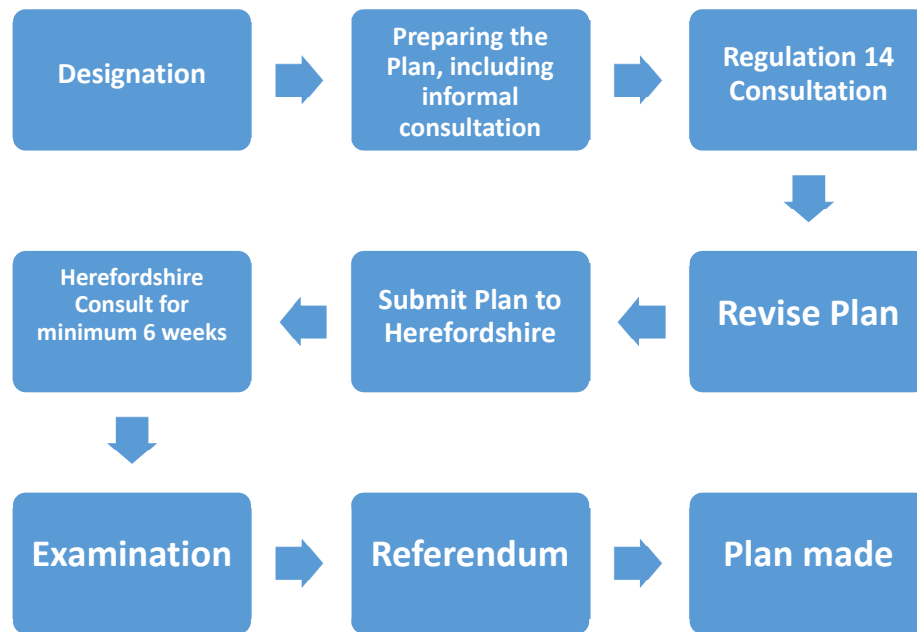 Designation
Preparing the
Plan, including
informal
consultation
Regulation 14
Consultation
Revise Plan
Submit Plan to
Herefordshire
Herefordshire
Consult for
minimum 6 weeks
Examination
Referendum
Plan made